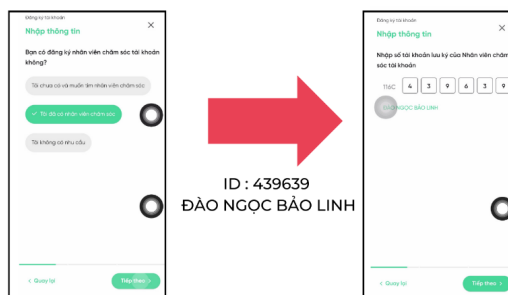 Đăng ký tài khoản
Nhập thông tin
Bạn có đăng ký nhân viên chăm sóc tài khoản
không?
Tôi chưa có và muốn tìm nhân viên chăm sóc
Tôi đã có nhân viên chăm sóc
Tôi không có nhu cầu
< Quay lại
Tiếp theo >
ID : 439639
ĐÀO NGỌC BẢO LINH
Đăng ký tài khoản
Nhập thông tin
Nhập số tài khoản lưu ký của Nhân viên chăm
sóc tài khoản
116C 4 3 9 6 3 9
ĐÀO NGỌC BẢO LINH
< Quay lại
Tiếp theo >